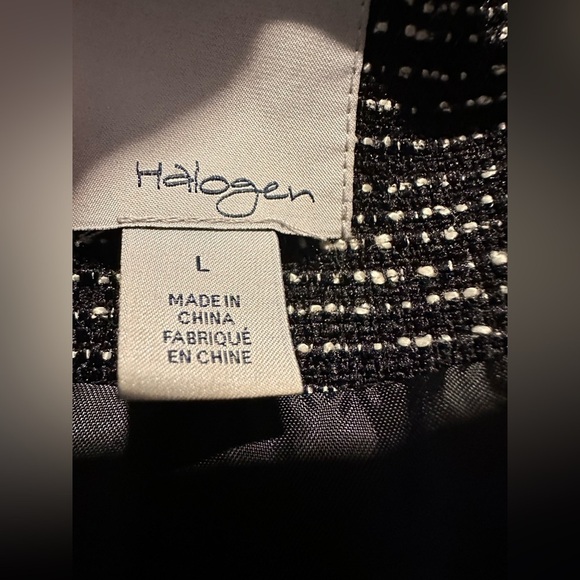 Halogen
L
MADE IN
CHINA
FABRIQUÉ
EN CHINE